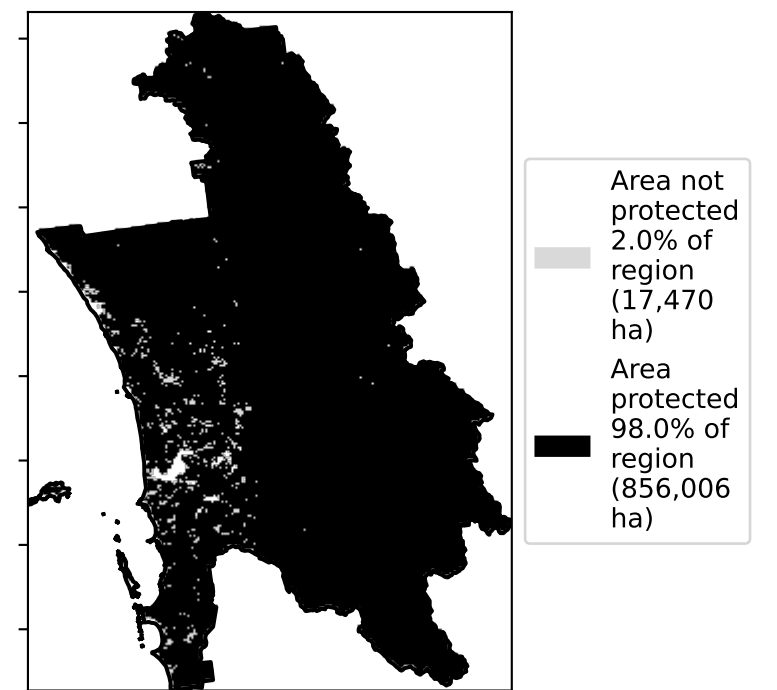 Area not
protected
2.0% of
region
(17,470
ha)
Area
protected
98.0% of
region
(856,006
ha)